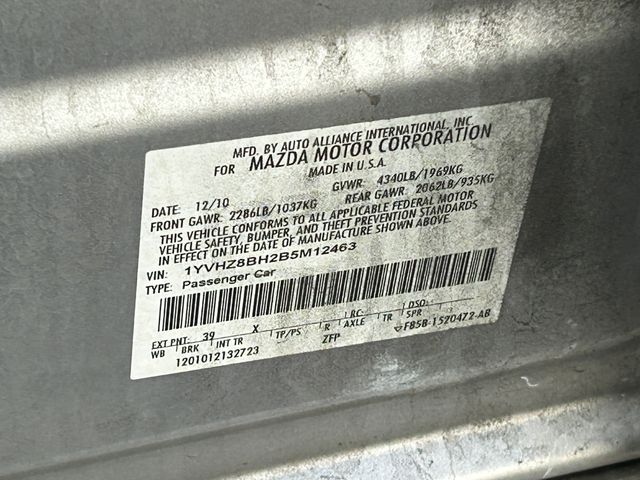 MFD. BY AUTO ALLIANCE INTERNATIONAL, INC.
FOR MAZDA MOTOR CORPORATION
MADE IN U.S.A.
DATE: 12/10 GVWR: 4340LB/1969KG
FRONT GAWR: 2286LB/1037KG REAR GAWR: 2062LB/935KG
THIS VEHICLE CONFORMS TO ALL APPLICABLE FEDERAL MOTOR
VEHICLE SAFETY, BUMPER, AND THEFT PREVENTION STANDARDS
IN EFFECT ON THE DATE OF MANUFACTURE SHOWN ABOVE.
VIN: 1YVHZ8BH2B5M12463
TYPE: Passenger Car
EXT PNT: 39 X RC: DSO:
WB BRK INT TR TP/PS R AXLE TR SPR
1201012132723 ZFP F85B-1520472-AB